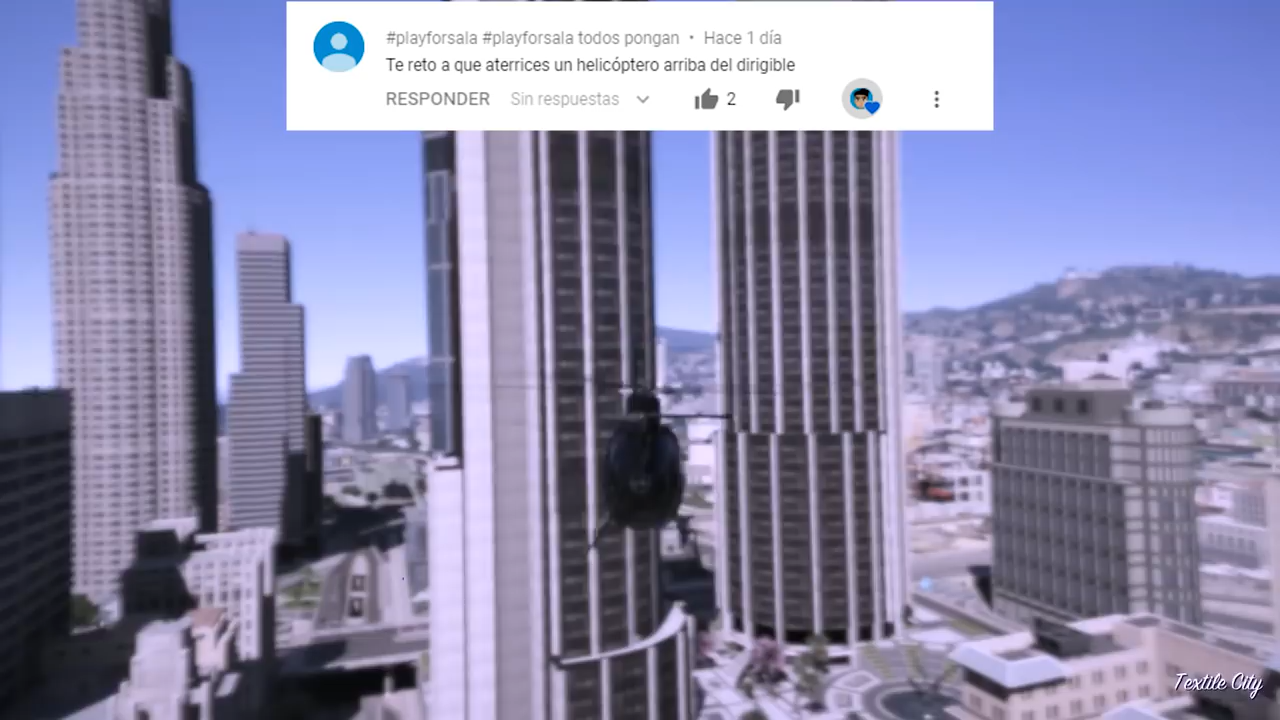 #playforsala #playforsala todos pongan • Hace 1 día
Te reto a que aterrices un helicóptero arriba del dirigible
RESPONDER Sin respuestas 2
Textile City